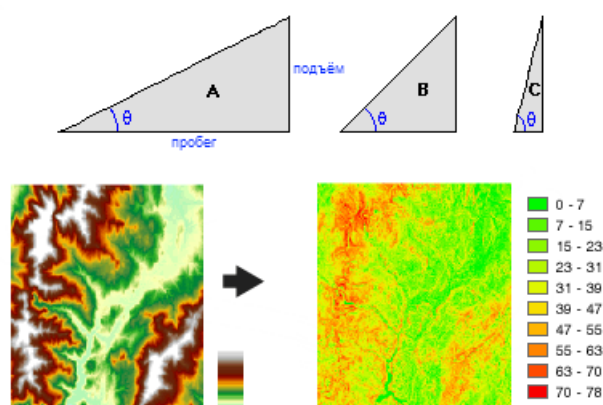 A
подъём
B
C
θ
θ
θ
пробег
0 - 7
7 - 15
15 - 23
23 - 31
31 - 39
39 - 47
47 - 55
55 - 63
63 - 70
70 - 78